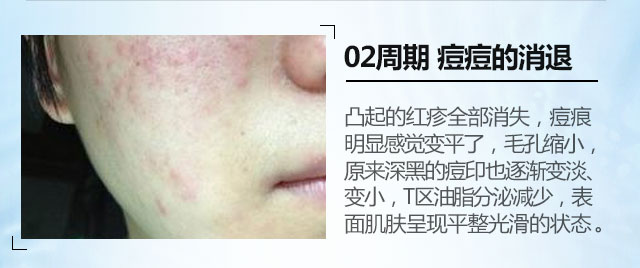 02周期 痘痘的消退
凸起的红疹全部消失，痘痕
明显感觉变平了，毛孔缩小，
原来深黑的痘印也逐渐变淡、
变小，T区油脂分泌减少，表
面肌肤呈现平整光滑的状态。